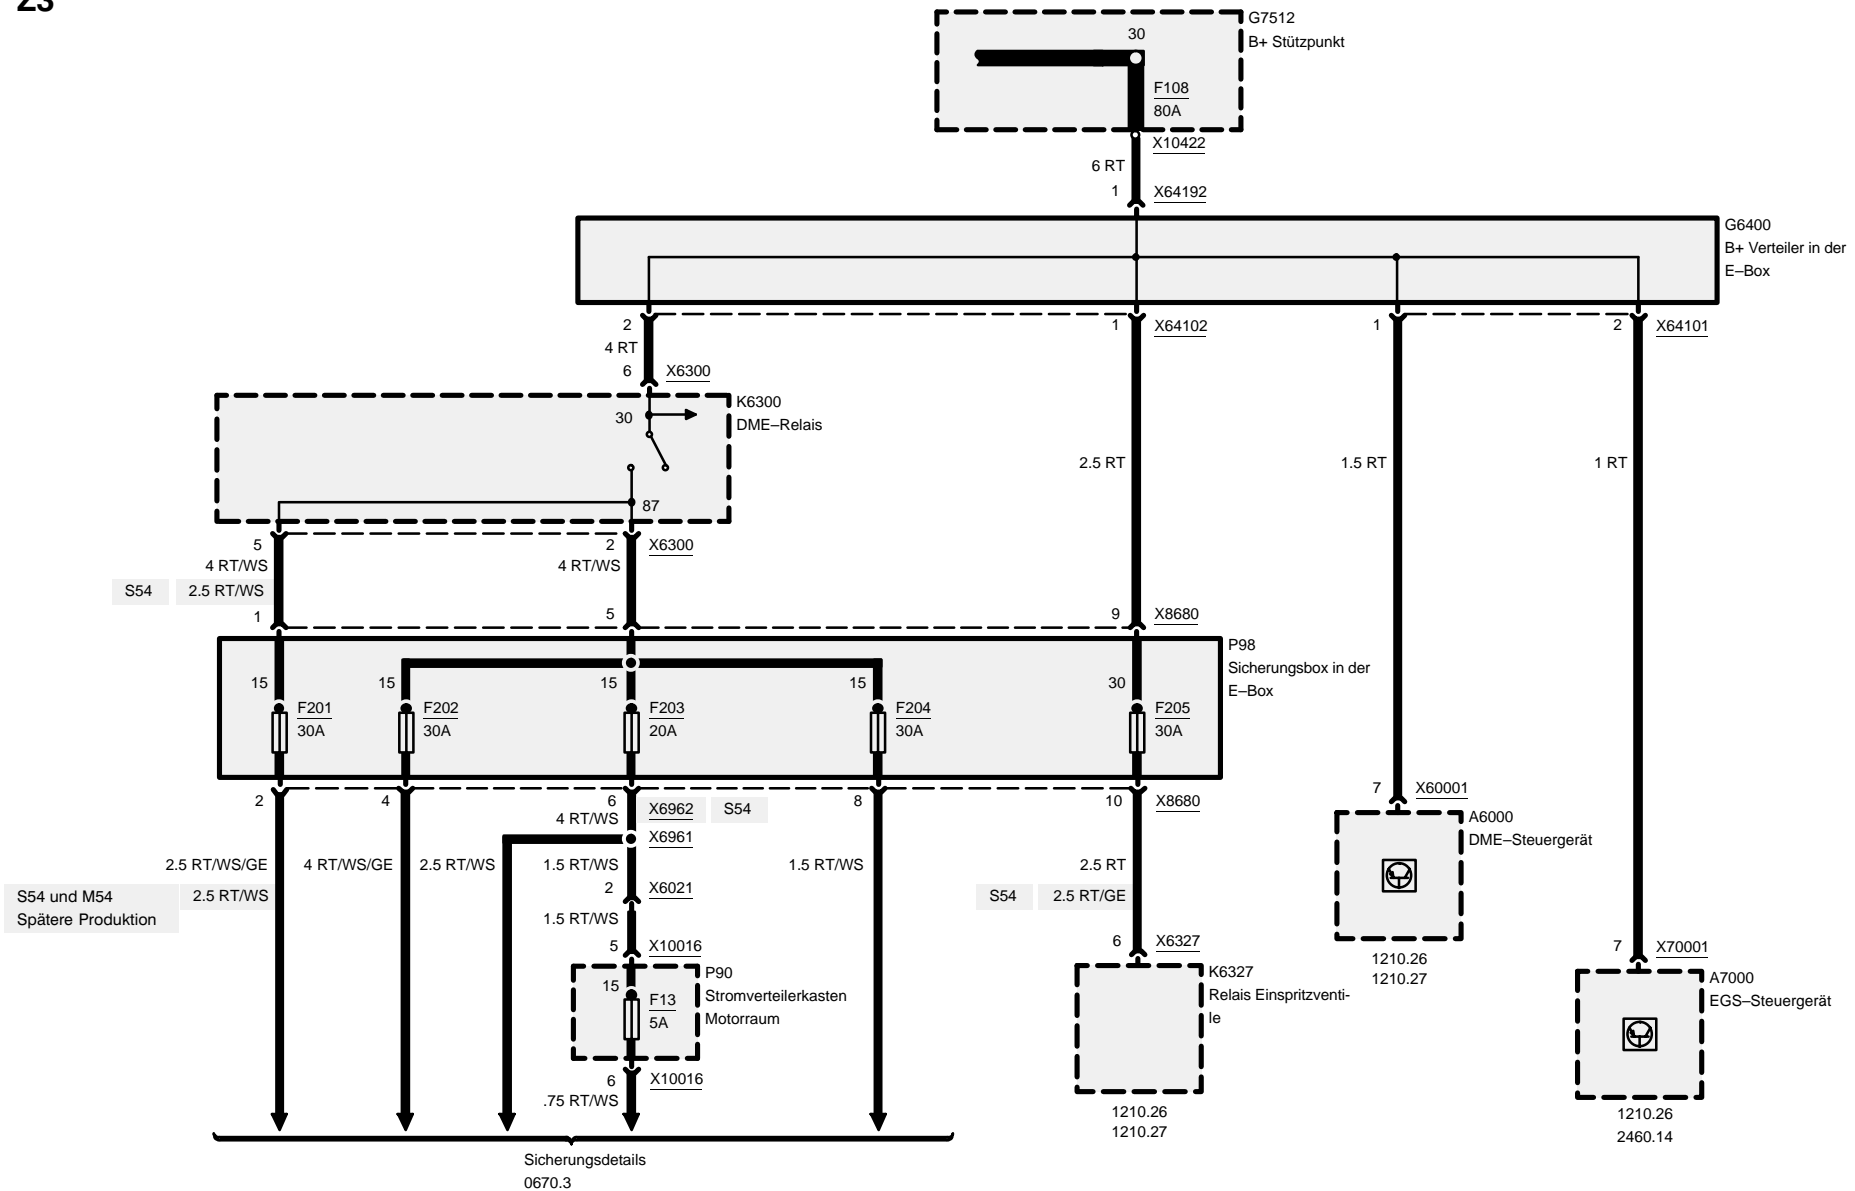 Z3
G7512
B+ Stützpunkt
30
F108
80A
X10422
6 RT
1 X64192
G6400
B+ Verteiler in der
E–Box
2 1 X64102 1 2 X64101
4 RT
6 X6300
K6300
DME–Relais
30
2.5 RT 1.5 RT 1 RT
87
5 2 X6300
4 RT/WS 4 RT/WS
S54 2.5 RT/WS
1 5 9 X8680
P98
Sicherungsbox in der
E–Box
15 15 15 15 30
F201 F202 F203 F204 F205
30A 30A 20A 30A 30A
2 4 6 8 10 X8680
X6962 S54
4 RT/WS
X6961
7 X60001
A6000
DME–Steuergerät
2.5 RT/WS/GE 4 RT/WS/GE 2.5 RT/WS 1.5 RT/WS 1.5 RT/WS 2.5 RT
2 X6021
S54 und M54
Spätere Produktion
2.5 RT/WS
S54 2.5 RT/GE
1.5 RT/WS
5 X10016
6 X6327
1210.26
1210.27
7 X70001
P90
Stromverteilerkasten
Motorraum
15
F13
5A
K6327
Relais Einspritzventi-
le
A7000
EGS–Steuergerät
6 X10016
.75 RT/WS
1210.26
1210.27
1210.26
2460.14
Sicherungsdetails
0670.3